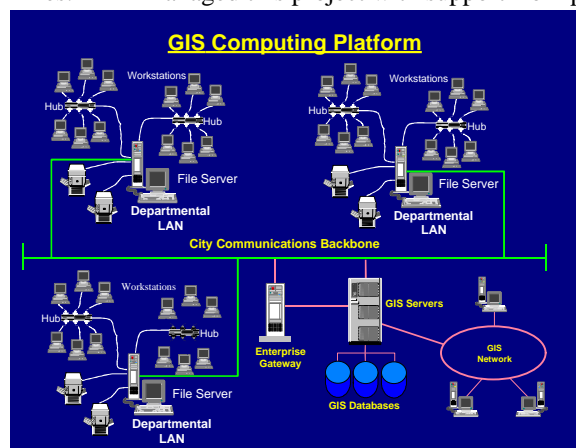 GIS Computing Platform
Workstations
Hub
Hub
File Server
Departmental
LAN
Workstations
Hub
Hub
File Server
Departmental
LAN
City Communications Backbone
Workstations
Hub
Hub
File Server
Departmental
LAN
Enterprise
Gateway
GIS Servers
GIS Databases
GIS
Network